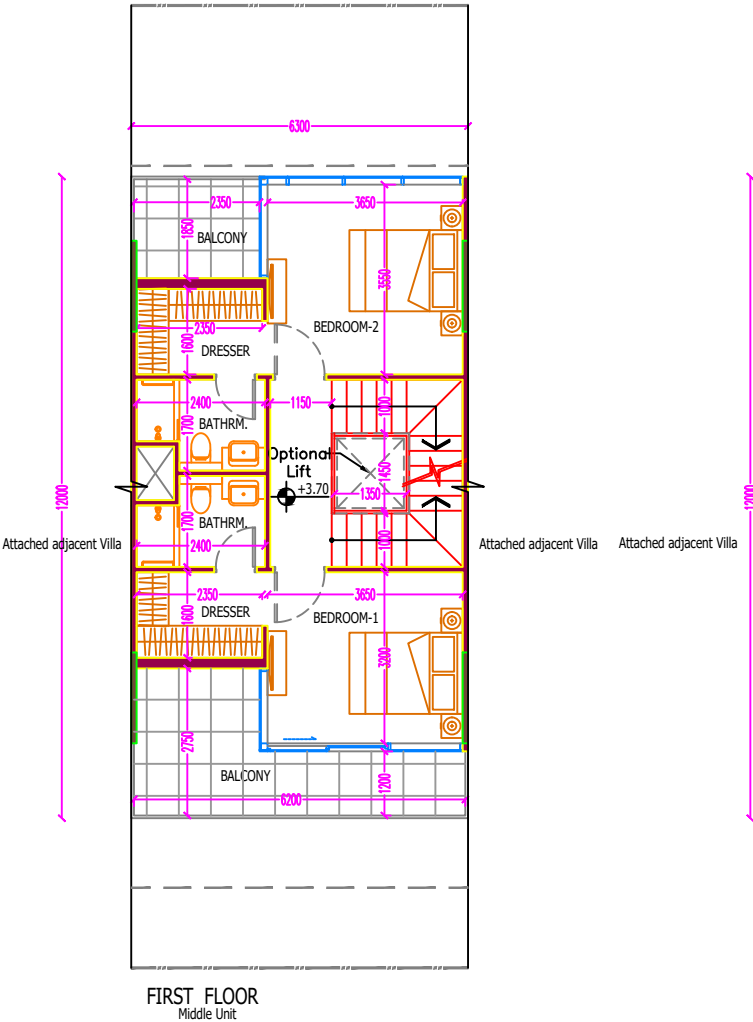 6300
2350
3650
1850
BALCONY
3550
2350
BEDROOM-2
1600
DRESSER
2400
1150
1000
1700
BATHRM.
Optional
Lift
1450
1350
+3.70
12000
12000
1700
BATHRM.
1000
Attached adjacent Villa
Attached adjacent Villa
Attached adjacent Villa
2400
2350
3650
1600
DRESSER
BEDROOM-1
3200
2750
BALCONY
1200
6200
FIRST FLOOR
Middle Unit